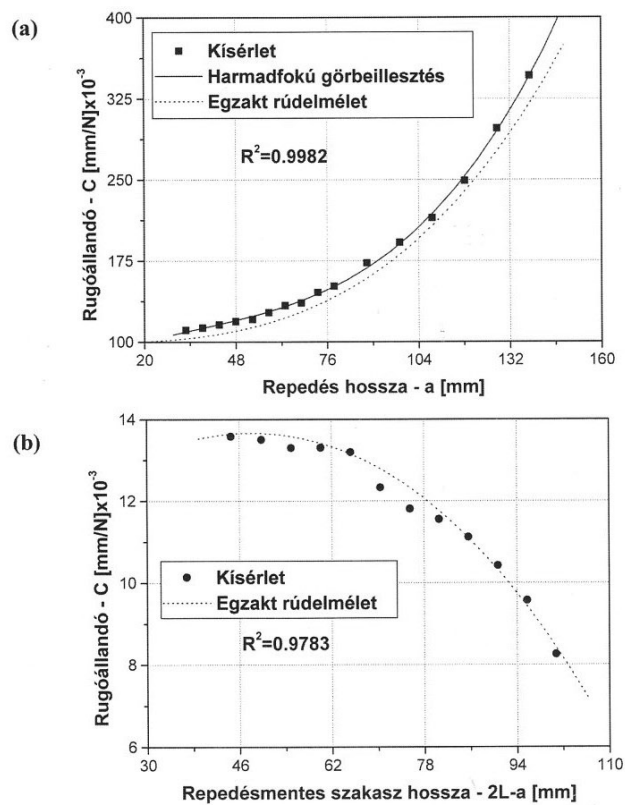 (a)
400
325
250
175
100
Rugóállandó - C [mm/N]x10⁻³
Kísérlet
Harmadfokú görbeillesztés
Egzakt rúdelmélet
R²=0.9982
20 48 76 104 132 160
Repedés hossza - a [mm]
(b)
14
12
10
8
6
Rugóállandó - C [mm/N]x10⁻³
Kísérlet
Egzakt rúdelmélet
R²=0.9783
30 46 62 78 94 110
Repedésmentes szakasz hossza - 2L-a [mm]